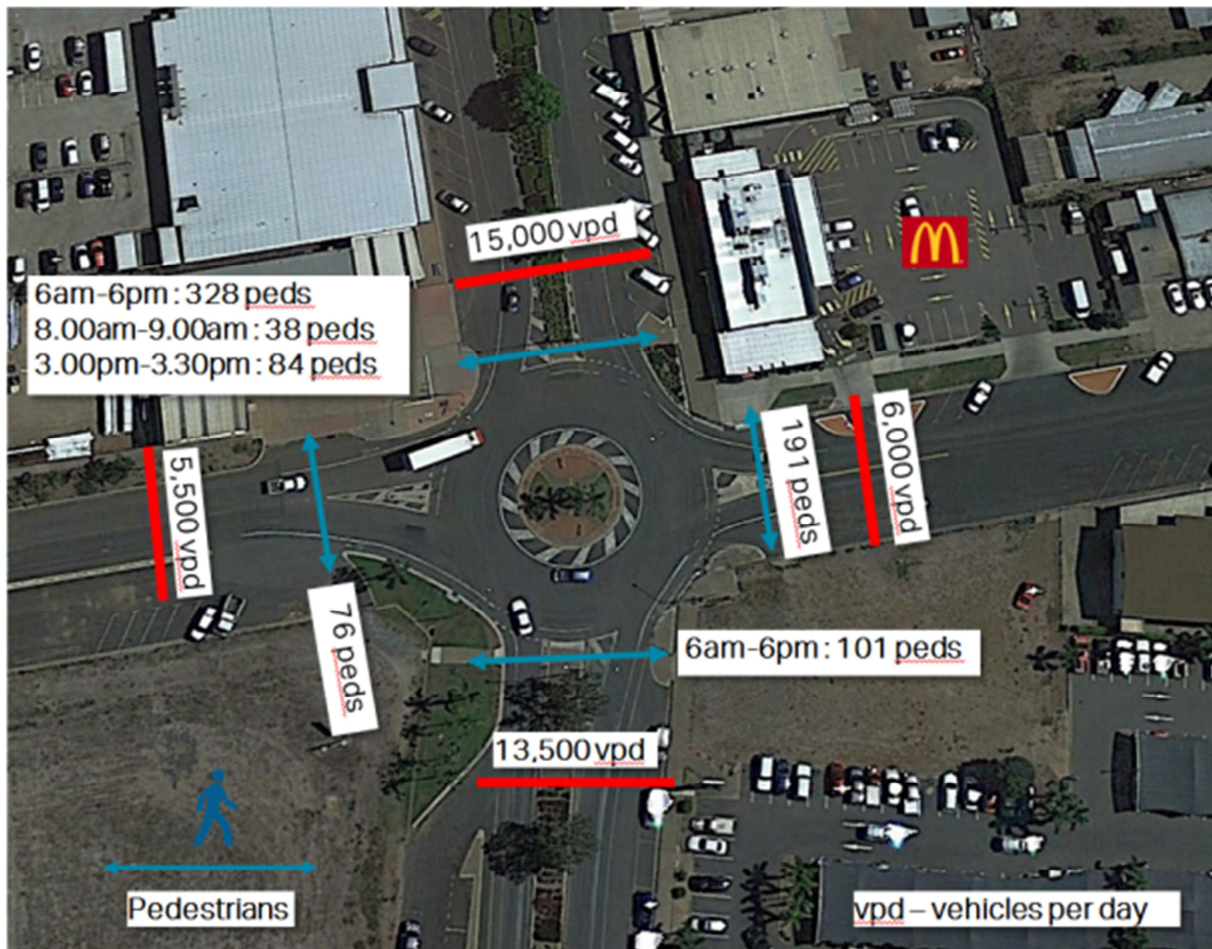 15,000 vpd
6am-6pm : 328 peds
8.00am-9.00am : 38 peds
3.00pm-3.30pm : 84 peds
5,500 vpd
191 peds
6,000 vpd
76 peds
6am-6pm : 101 peds
13,500 vpd
Pedestrians
vpd – vehicles per day